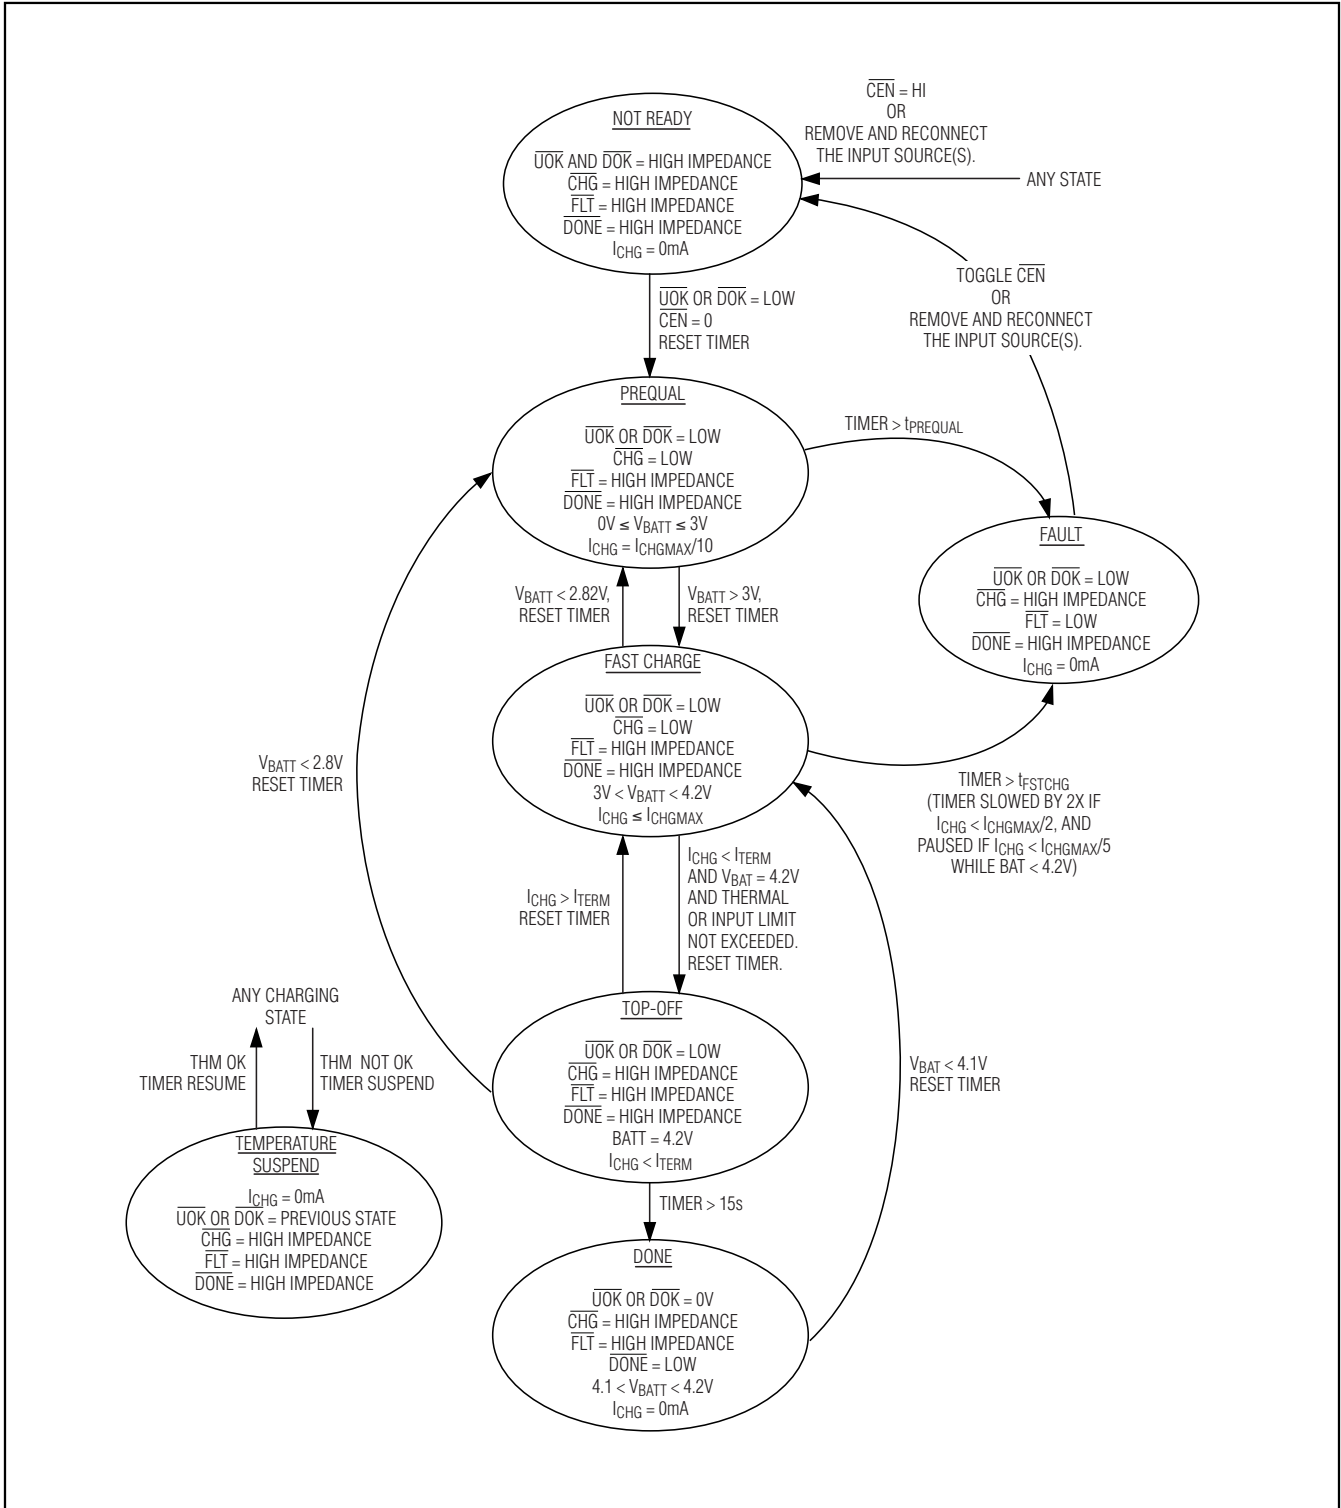 CEN = HI
OR
REMOVE AND RECONNECT
THE INPUT SOURCE(S).
ANY STATE
NOT READY
UOK AND DOK = HIGH IMPEDANCE
CHG = HIGH IMPEDANCE
FLT = HIGH IMPEDANCE
DONE = HIGH IMPEDANCE
ICHG = 0mA
TOGGLE CEN
OR
REMOVE AND RECONNECT
THE INPUT SOURCE(S).
UOK OR DOK = LOW
CEN = 0
RESET TIMER
PREQUAL
UOK OR DOK = LOW
CHG = LOW
FLT = HIGH IMPEDANCE
DONE = HIGH IMPEDANCE
0V ≤ VBATT ≤ 3V
ICHG = ICHGMAX/10
TIMER > tPREQUAL
FAULT
UOK OR DOK = LOW
CHG = HIGH IMPEDANCE
FLT = LOW
DONE = HIGH IMPEDANCE
ICHG = 0mA
VBATT < 2.82V,
RESET TIMER
VBATT > 3V,
RESET TIMER
FAST CHARGE
UOK OR DOK = LOW
CHG = LOW
FLT = HIGH IMPEDANCE
DONE = HIGH IMPEDANCE
3V < VBATT < 4.2V
ICHG ≤ ICHGMAX
VBATT < 2.8V
RESET TIMER
TIMER > tFSTCHG
(TIMER SLOWED BY 2X IF
ICHG < ICHGMAX/2, AND
PAUSED IF ICHG < ICHGMAX/5
WHILE BAT < 4.2V)
ICHG > ITERM
RESET TIMER
ICHG < ITERM
AND VBAT = 4.2V
AND THERMAL
OR INPUT LIMIT
NOT EXCEEDED.
RESET TIMER.
ANY CHARGING
STATE
THM OK
TIMER RESUME
THM NOT OK
TIMER SUSPEND
TOP-OFF
UOK OR DOK = LOW
CHG = HIGH IMPEDANCE
FLT = HIGH IMPEDANCE
DONE = HIGH IMPEDANCE
BATT = 4.2V
ICHG < ITERM
VBAT < 4.1V
RESET TIMER
TEMPERATURE
SUSPEND
ICHG = 0mA
UOK OR DOK = PREVIOUS STATE
CHG = HIGH IMPEDANCE
FLT = HIGH IMPEDANCE
DONE = HIGH IMPEDANCE
TIMER > 15s
DONE
UOK OR DOK = 0V
CHG = HIGH IMPEDANCE
FLT = HIGH IMPEDANCE
DONE = LOW
4.1 < VBATT < 4.2V
ICHG = 0mA